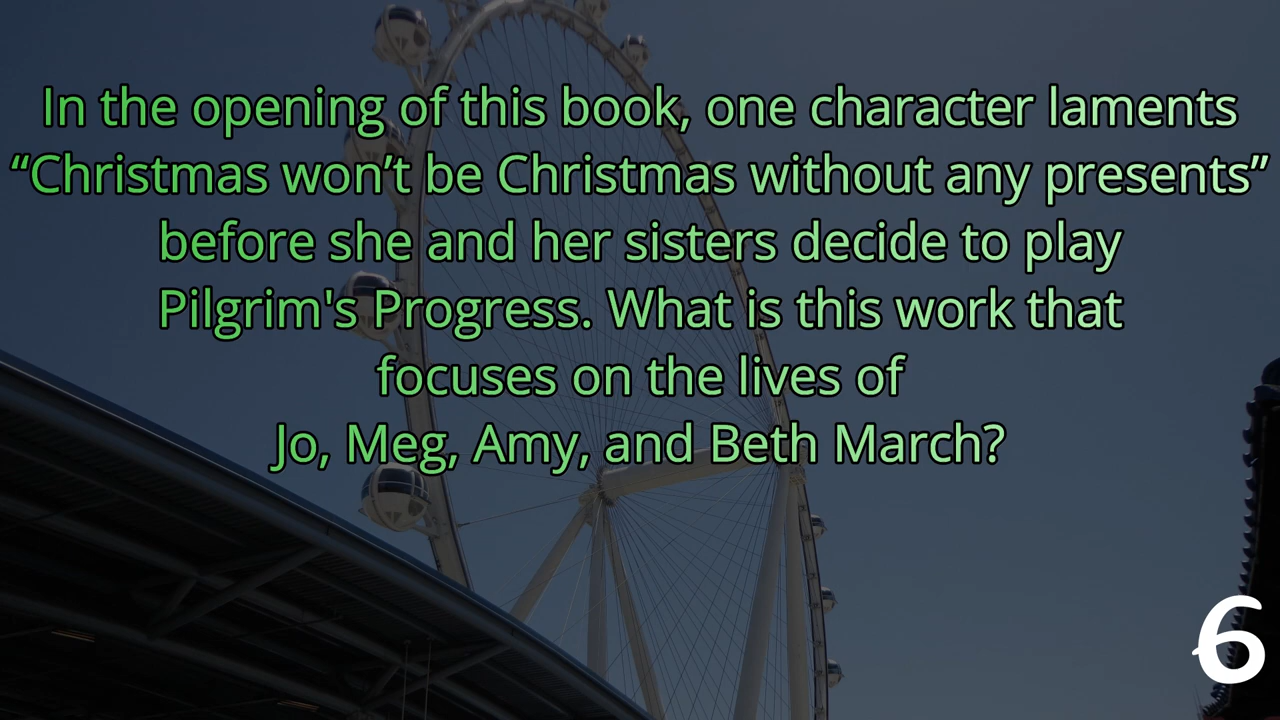 In the opening of this book, one character laments
“Christmas won’t be Christmas without any presents”
before she and her sisters decide to play
Pilgrim's Progress. What is this work that
focuses on the lives of
Jo, Meg, Amy, and Beth March?
6